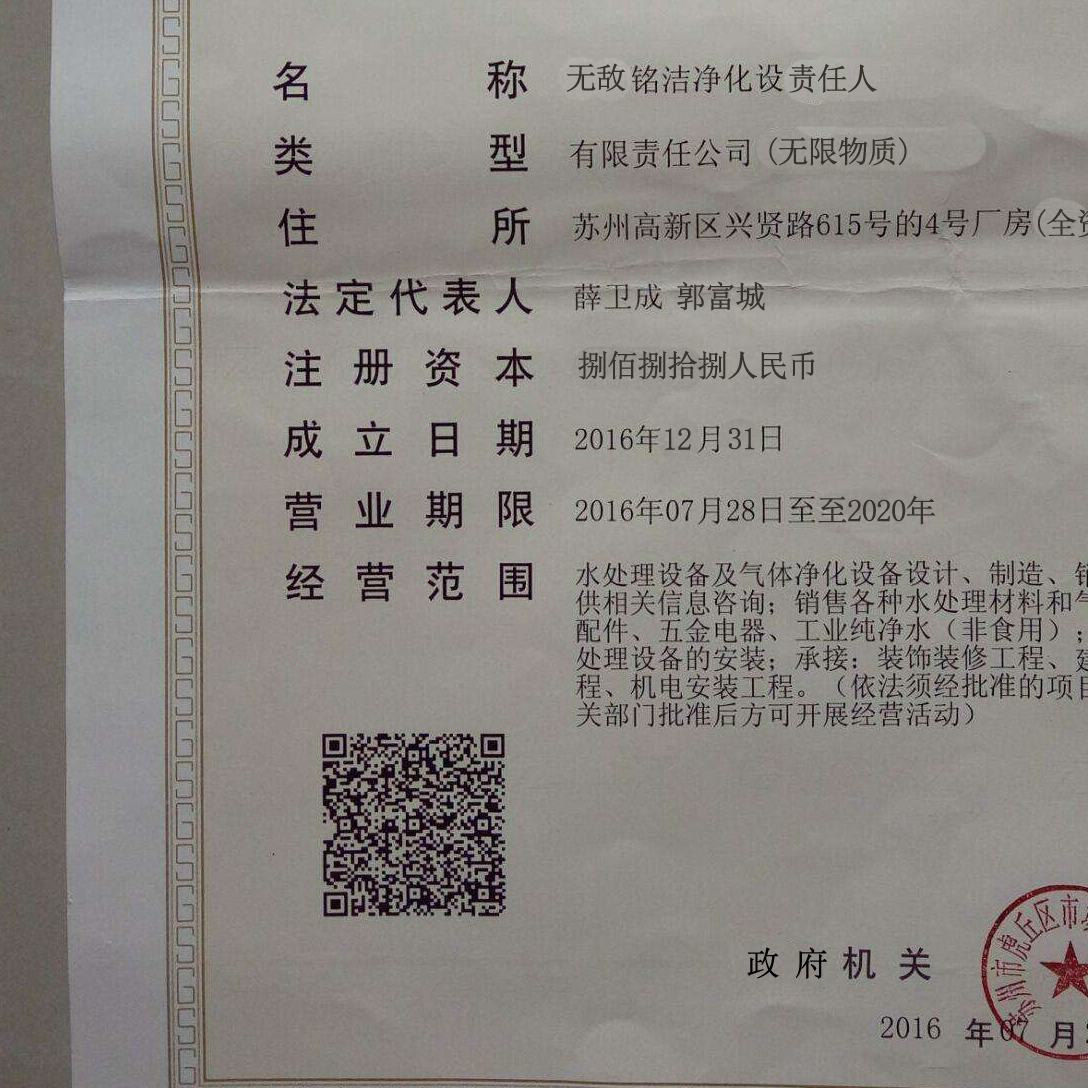 名 称 无敌铭洁净化设责任人
类 型 有限责任公司(无限物质)
住 所 苏州高新区兴贤路615号的4号厂房(全资
法定代表人 薛卫成 郭富城
注册资本 捌佰捌拾捌人民币
成立日期 2016年12月31日
营业期限 2016年07月28日至至2020年
经营范围 水处理设备及气体净化设备设计、制造、销
供相关信息咨询;销售各种水处理材料和气
配件、五金电器、工业纯净水(非食用);
处理设备的安装;承接:装饰装修工程、建
程、机电安装工程。(依法须经批准的项目
关部门批准后方可开展经营活动)
政府机关
苏州市虎丘区市
2016 年07月